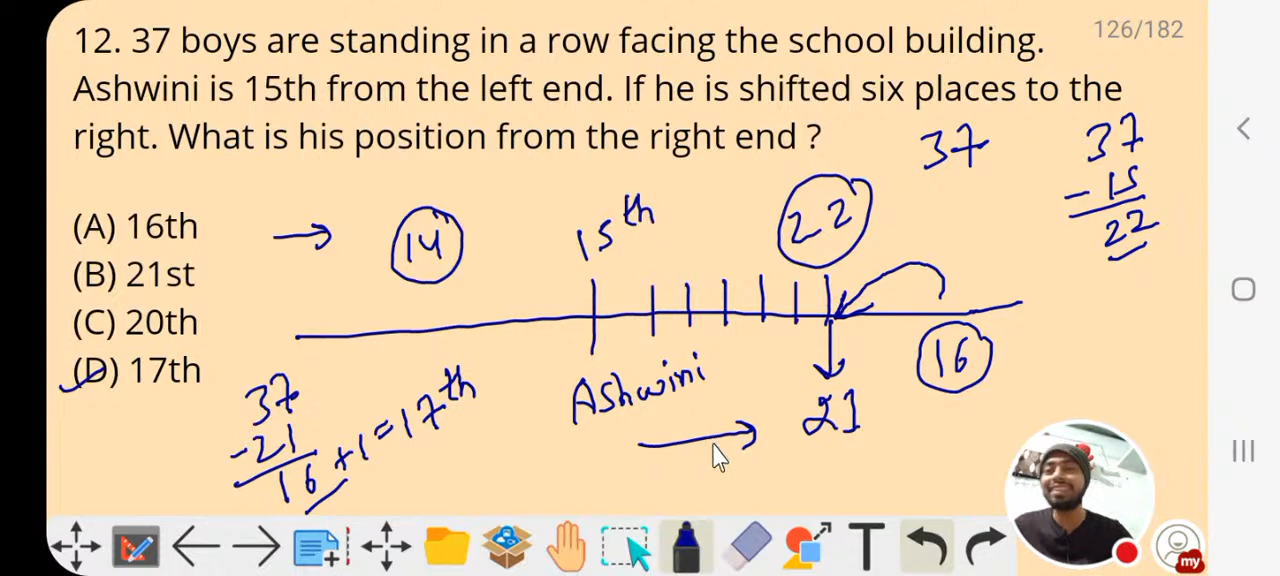 126/182
12. 37 boys are standing in a row facing the school building.
Ashwini is 15th from the left end. If he is shifted six places to the
right. What is his position from the right end ?
37
37
- 15
22
(A) 16th
(B) 21st
(C) 20th
(D) 17th
14
15th
22
16
Ashwini
21
37
-21
16 +1=17th
T
my